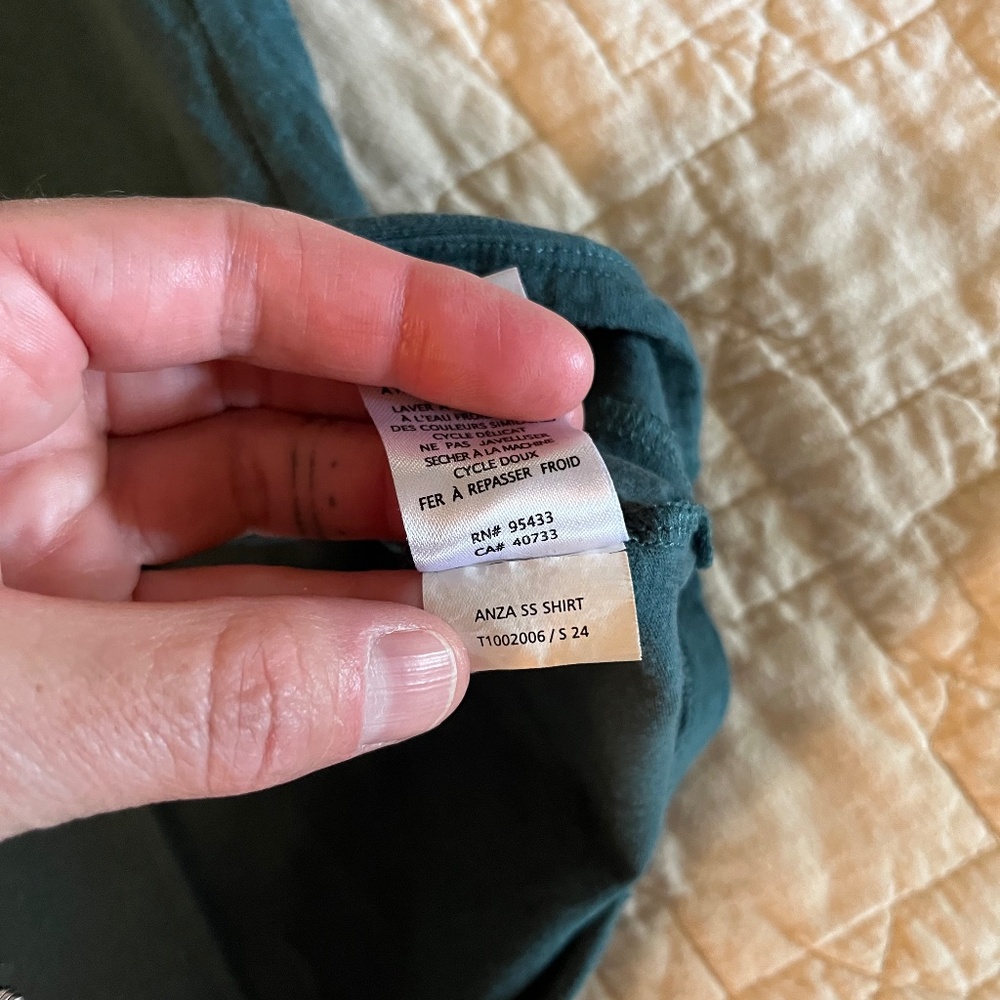 LAVER
À L'EAU
DES COULEURS
CYCLE DÉLICAT
NE PAS JAVELLISER
SECHER À LA MACHINE
CYCLE DOUX
FER À REPASSER FROID
RN# 95433
CA# 40733
ANZA SS SHIRT
T1002006 / S 24